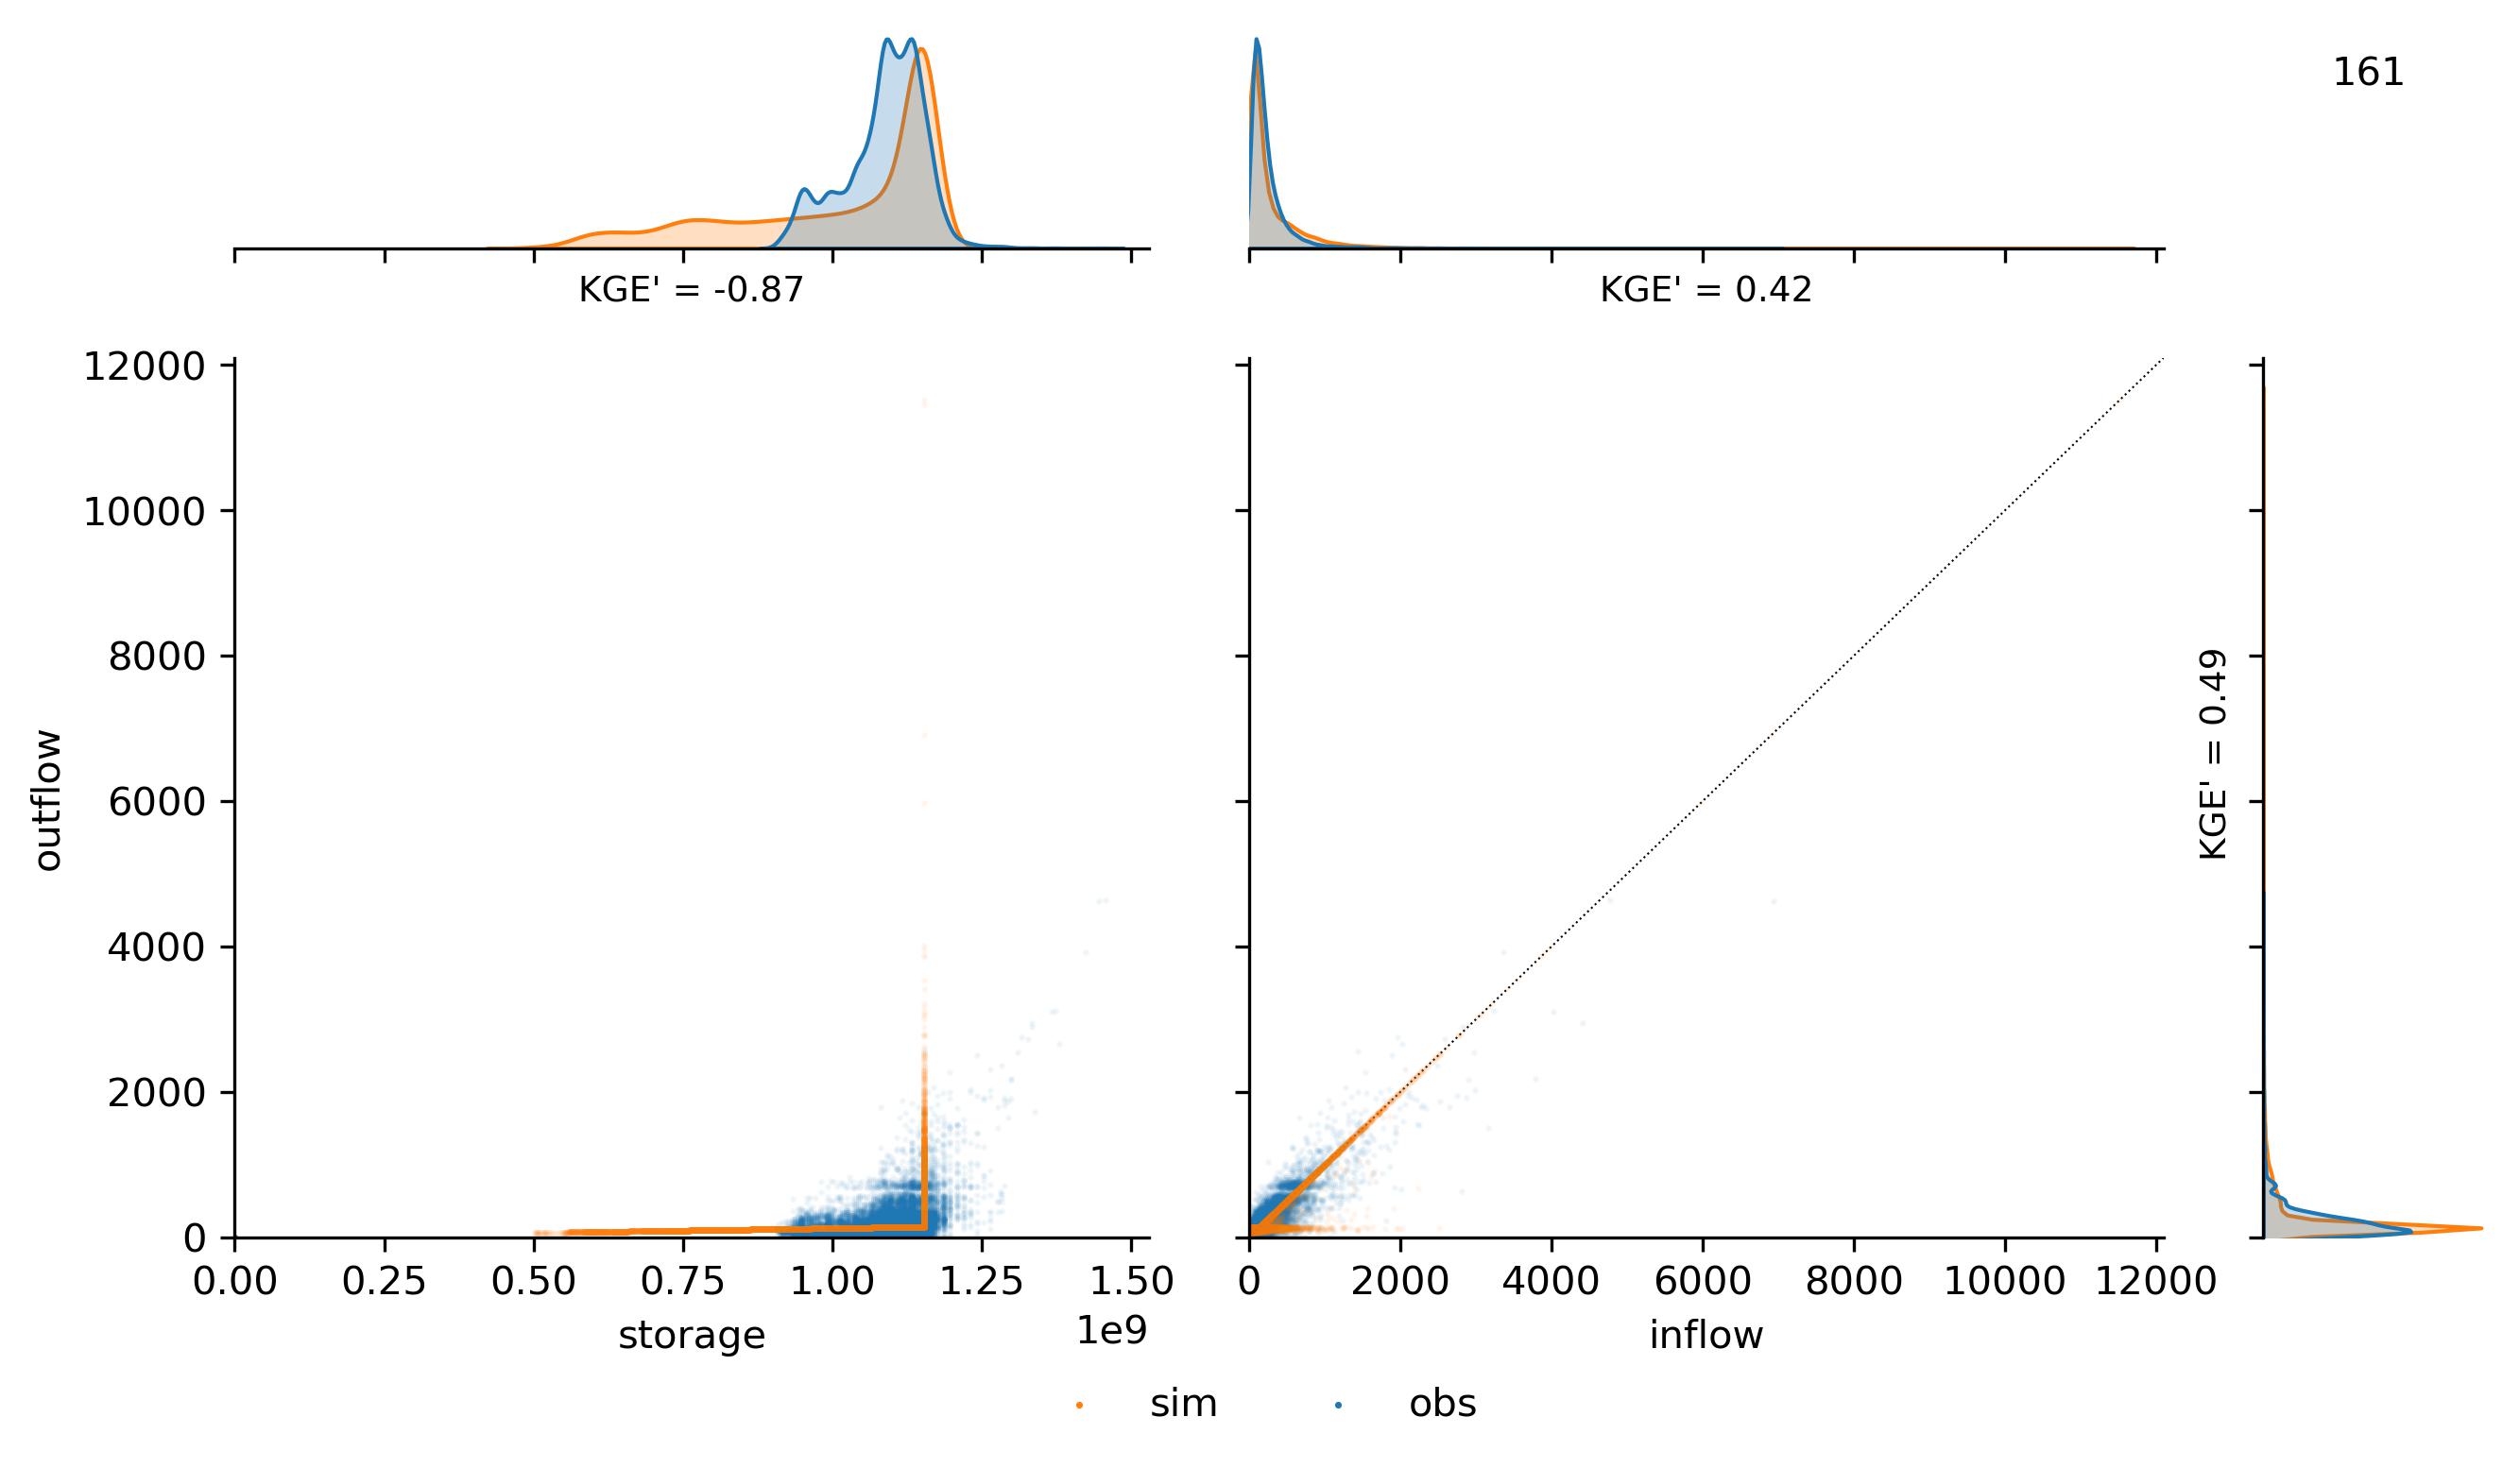 161
KGE' = -0.87
KGE' = 0.42
12000
10000
8000
6000
4000
2000
0
outflow
0.00 0.25 0.50 0.75 1.00 1.25 1.50
1e9
storage
0 2000 4000 6000 8000 10000 12000
inflow
KGE' = 0.49
sim obs